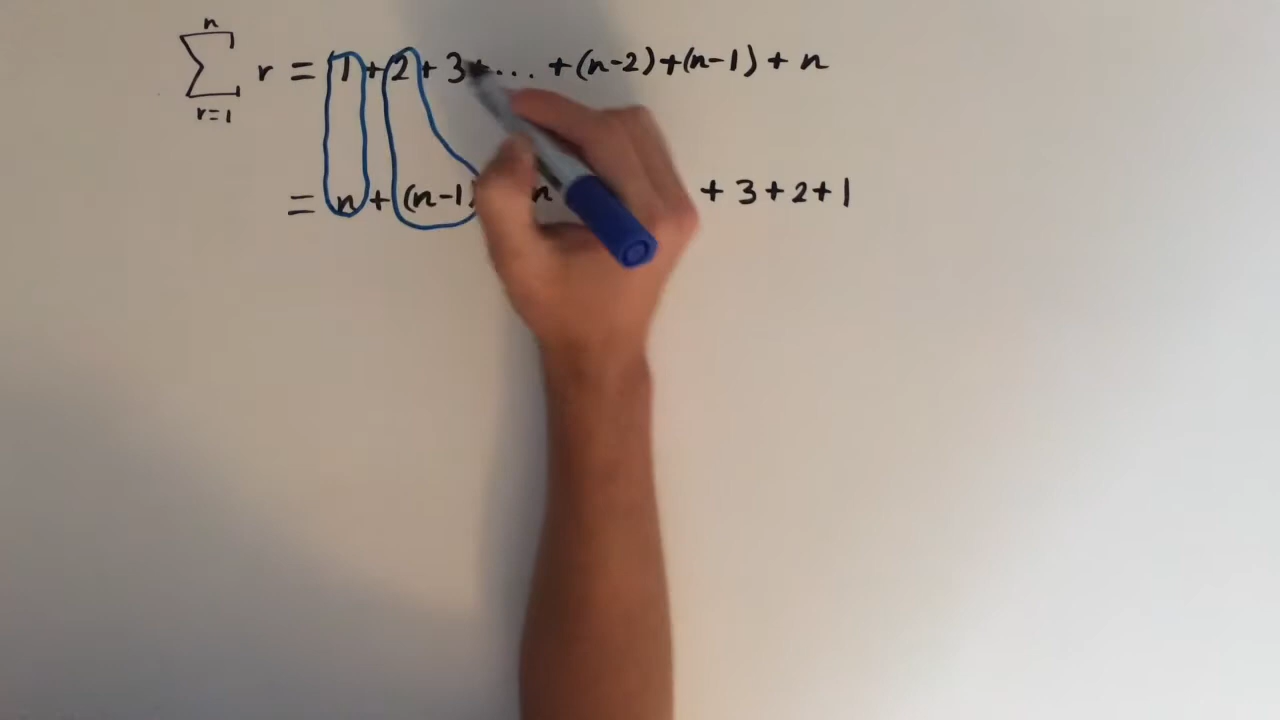 n
∑ r = 1 + 2 + 3 + ... + (n-2) + (n-1) + n
r=1
= n + (n-1) n + 3 + 2 + 1